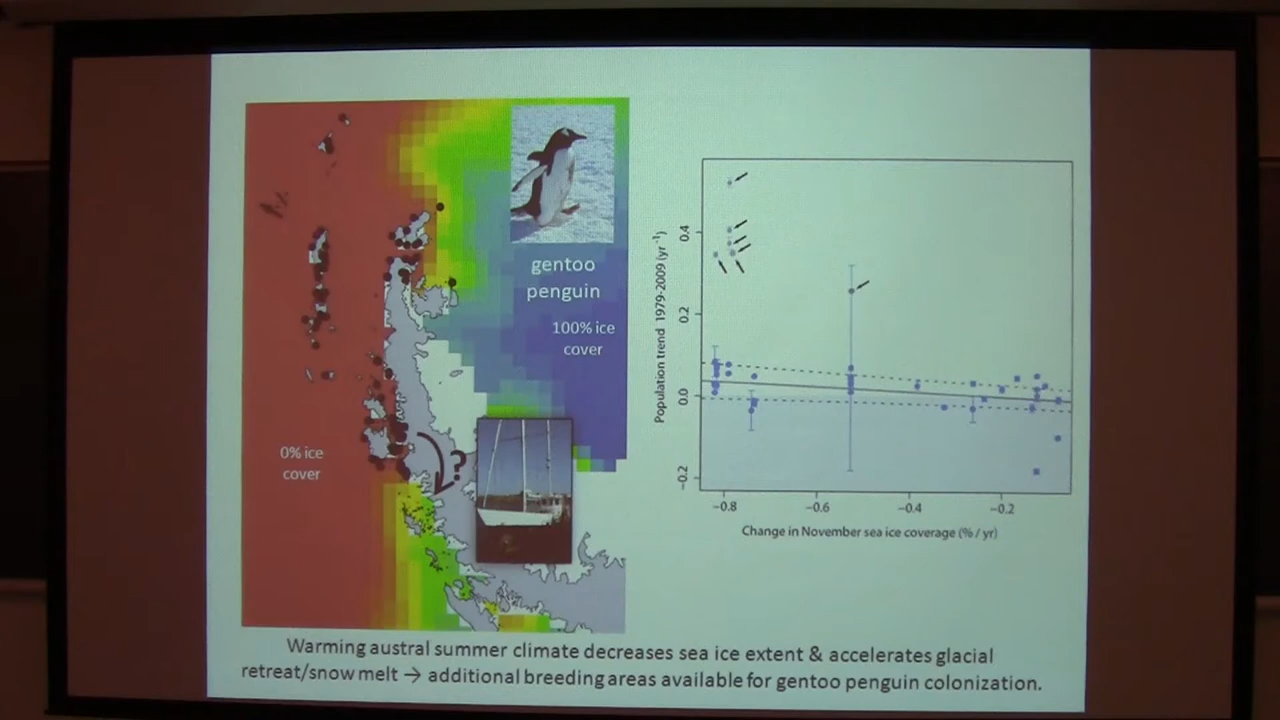 gentoo
penguin
100% ice
cover
0% ice
cover
?
Population trend 1979-2009 (yr⁻¹)
0.4
0.2
0.0
−0.2
−0.8
−0.6
−0.4
−0.2
Change in November sea ice coverage (% / yr)
Warming austral summer climate decreases sea ice extent & accelerates glacial
retreat/snow melt → additional breeding areas available for gentoo penguin colonization.